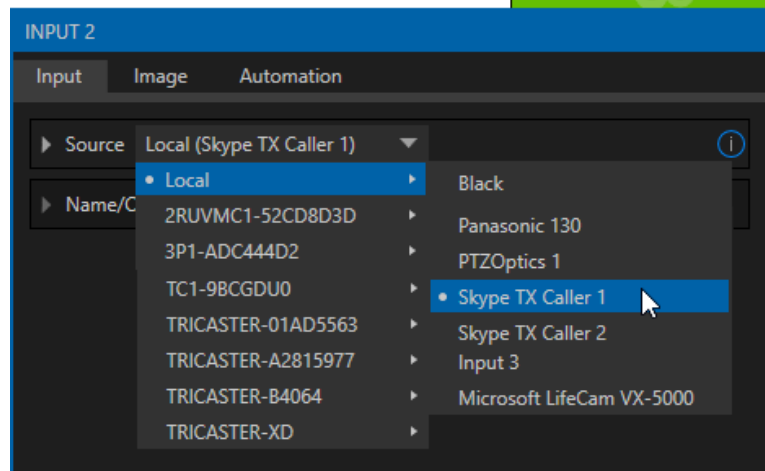 INPUT 2
Input Image Automation
Source Local (Skype TX Caller 1)
Name/C
Local
2RUVMC1-52CD8D3D
3P1-ADC444D2
TC1-9BCGDU0
TRICASTER-01AD5563
TRICASTER-A2815977
TRICASTER-B4064
TRICASTER-XD
Black
Panasonic 130
PTZOptics 1
Skype TX Caller 1
Skype TX Caller 2
Input 3
Microsoft LifeCam VX-5000